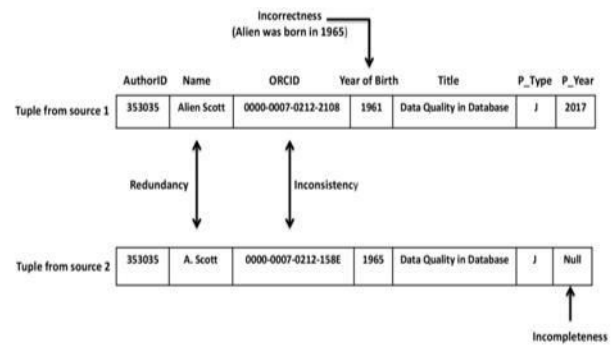 Incorrectness
(Alien was born in 1965)
AuthorID Name ORCID Year of Birth Title P_Type P_Year
Tuple from source 1 353035 Alien Scott 0000-0007-0212-2108 1961 Data Quality in Database J 2017
Redundancy Inconsistency
Tuple from source 2 353035 A. Scott 0000-0007-0212-158E 1965 Data Quality in Database J Null
Incompleteness